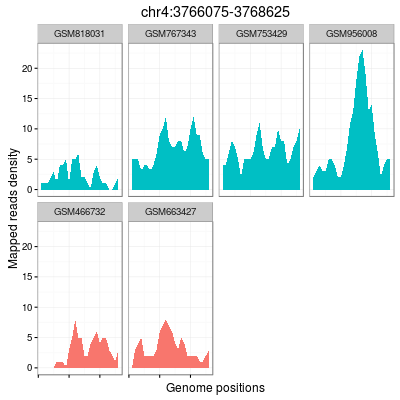 chr4:3766075-3768625
GSM818031 GSM767343 GSM753429 GSM956008
20
15
10
5
0
Mapped reads density
GSM466732 GSM663427
20
15
10
5
0
Genome positions